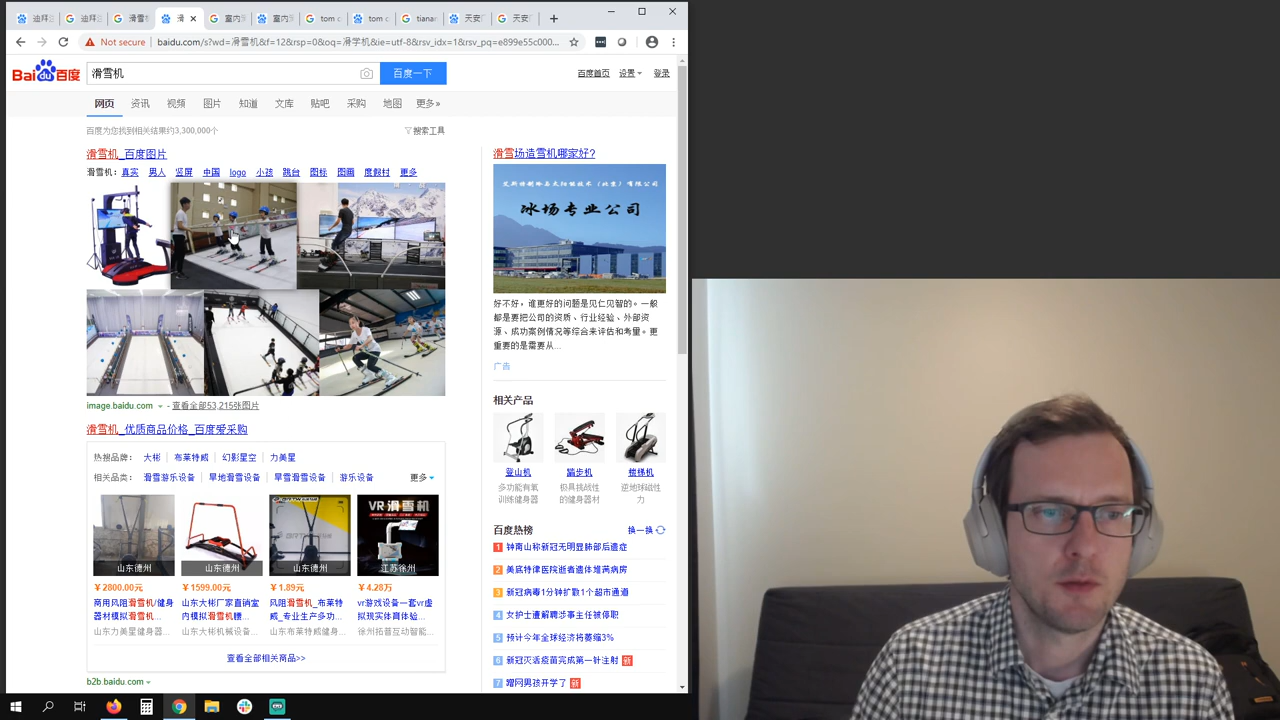 迪拜
迪拜
滑雪
滑
室内
室内
tom c
tom c
tianar
天安
天安
Not secure
baidu.com/s?wd=滑雪机&f=12&rsp=0&oq=滑学机&ie=utf-8&rsv_idx=1&rsv_pq=e899e55c000...
Bai du 百度
滑雪机
百度一下
百度首页 设置 登录
网页 资讯 视频 图片 知道 文库 贴吧 采购 地图 更多»
百度为您找到相关结果约3,300,000个
搜索工具
滑雪机_百度图片
滑雪机： 真实 男人 竖屏 中国 logo 小孩 跳台 图标 图画 度假村 更多
image.baidu.com - 查看全部53,215张图片
滑雪机_优质商品价格_百度爱采购
热搜品牌： 大彬 布莱特威 幻影星空 力美星
相关品类： 滑雪游乐设备 旱地滑雪设备 旱雪滑雪设备 游乐设备 更多
VR滑雪机
山东德州 山东德州 山东德州 江苏徐州
￥2800.00元 ￥1599.00元 ￥1.89元 ￥4.28万
商用风阻滑雪机/健身器材模拟滑雪机...
山东力美星健身器...
山东大彬厂家直销室内模拟滑雪机腰...
山东大彬机械设备...
风阻滑雪机_布莱特威_专业生产多功...
山东布莱特威健身...
vr游戏设备一套vr虚拟现实体育体验...
徐州拓普互动智能...
查看全部相关商品>>
b2b.baidu.com
滑雪场造雪机哪家好?
冰场专业公司
好不好，谁更好的问题是见仁见智的。一般
都是要把公司的资质、行业经验、外部资
源、成功案例情况等综合来评估和考量。更
重要的是需要从...
广告
相关产品
登山机 踏步机 楼梯机
多功能有氧 极具挑战性 逆地球磁性
训练健身器 的健身器材 力
百度热榜 换一换
1 钟南山称新冠无明显肺部后遗症
2 美底特律医院逝者遗体堆满病房
3 新冠病毒1分钟扩散1个超市通道
4 女护士遭解聘涉事主任被停职
5 预计今年全球经济将萎缩3%
6 新冠灭活疫苗完成第一针注射 新
7 蹭网男孩开学了 新